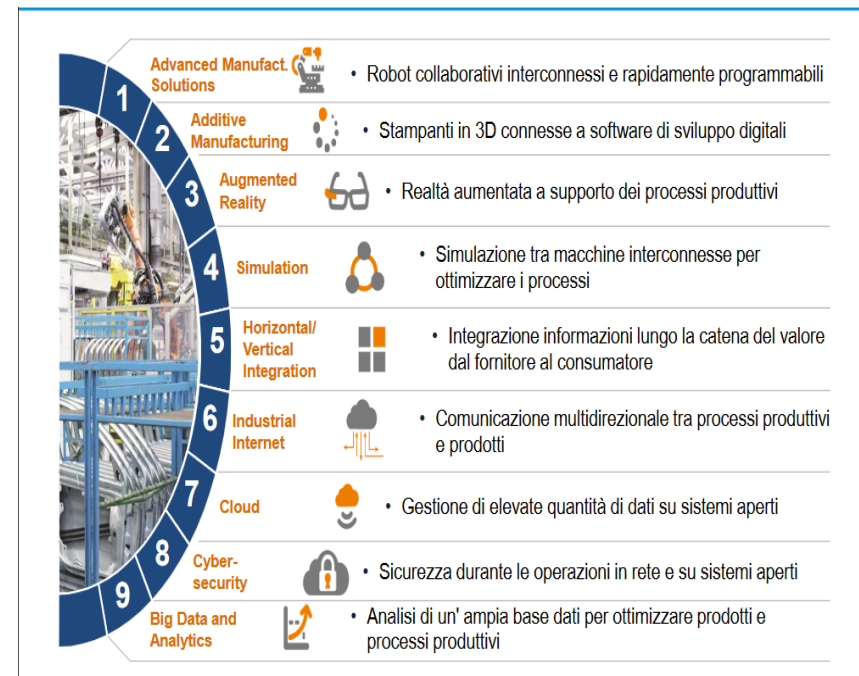 1
Advanced Manufact.
Solutions
• Robot collaborativi interconnessi e rapidamente programmabili
2
Additive
Manufacturing
• Stampanti in 3D connesse a software di sviluppo digitali
3
Augmented
Reality
• Realtà aumentata a supporto dei processi produttivi
4
Simulation
• Simulazione tra macchine interconnesse per
ottimizzare i processi
5
Horizontal/
Vertical
Integration
• Integrazione informazioni lungo la catena del valore
dal fornitore al consumatore
6
Industrial
Internet
• Comunicazione multidirezionale tra processi produttivi
e prodotti
7
Cloud
• Gestione di elevate quantità di dati su sistemi aperti
8
Cyber-
security
• Sicurezza durante le operazioni in rete e su sistemi aperti
9
Big Data and
Analytics
• Analisi di un' ampia base dati per ottimizzare prodotti e
processi produttivi